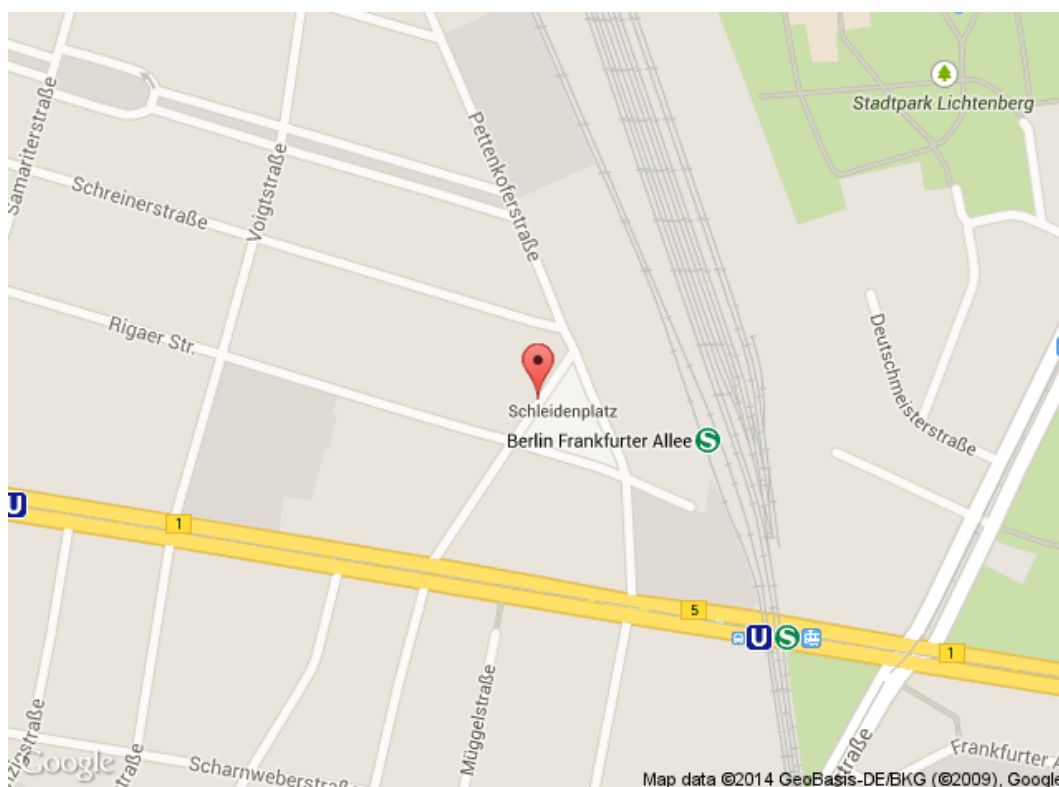 Stadtpark Lichtenberg
Samariterstraße
Pettenkoferstraße
Voigtstraße
Schreinerstraße
Rigaer Str.
Deutschmeisterstraße
Schleidenplatz
Berlin Frankfurter Allee S
U
1
5
U S
1
Müggelstraße
Scharnweberstraße
Frankfurter A
straße
Google
Map data ©2014 GeoBasis-DE/BKG (©2009), Google